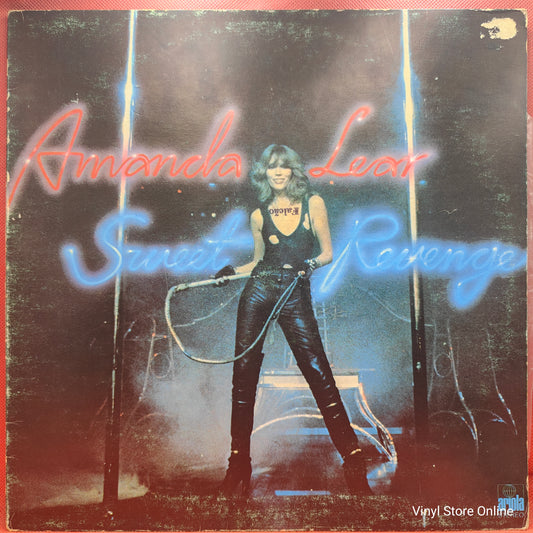 Amanda Lear
Sweet Revenge
ariola
Vinyl Store Online